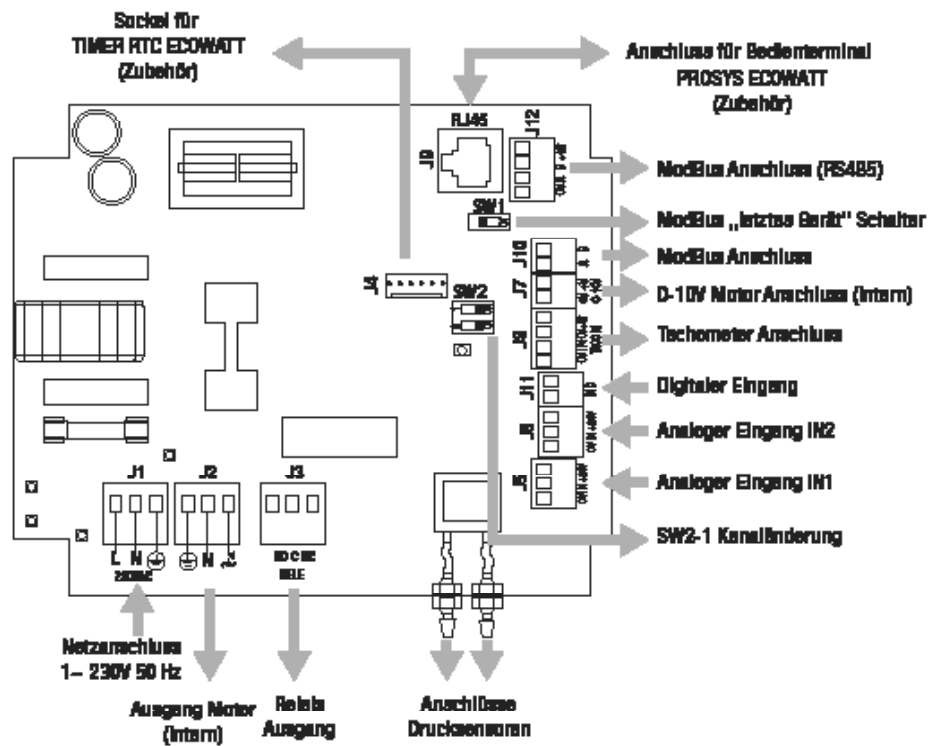 Sockel für
TIMER RTC ECOWATT
(Zubehör)
Anschluss für Bedienterminal
PROSYS ECOWATT
(Zubehör)
RJ45
J12
J9
ModBus Anschluss (RS485)
SW1
ModBus „letztes Gerät" Schalter
J10
ModBus Anschluss
J4
J7
0-10V Motor Anschluss (intern)
SW2
J8
Tachometer Anschluss
J11
Digitaler Eingang
J6
Analoger Eingang IN2
J5
Analoger Eingang IN1
SW2-1 Kanaländerung
J1
J2
J3
L N
N
NO C NC
RELE
Netzanschluss
1~ 230V 50 Hz
Ausgang Motor
(intern)
Relais
Ausgang
Anschlüsse
Drucksensoren